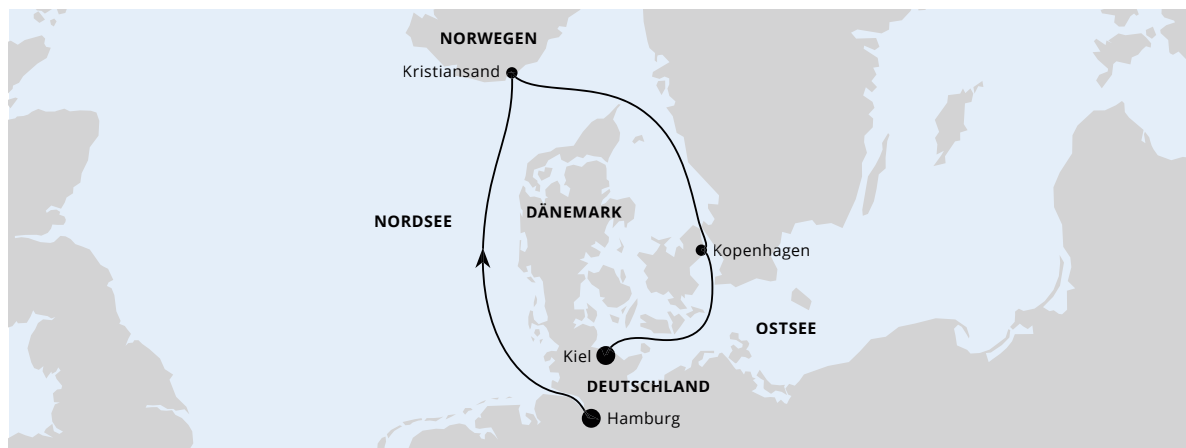 NORWEGEN
Kristiansand
DÄNEMARK
NORDSEE
Kopenhagen
OSTSEE
Kiel
DEUTSCHLAND
Hamburg